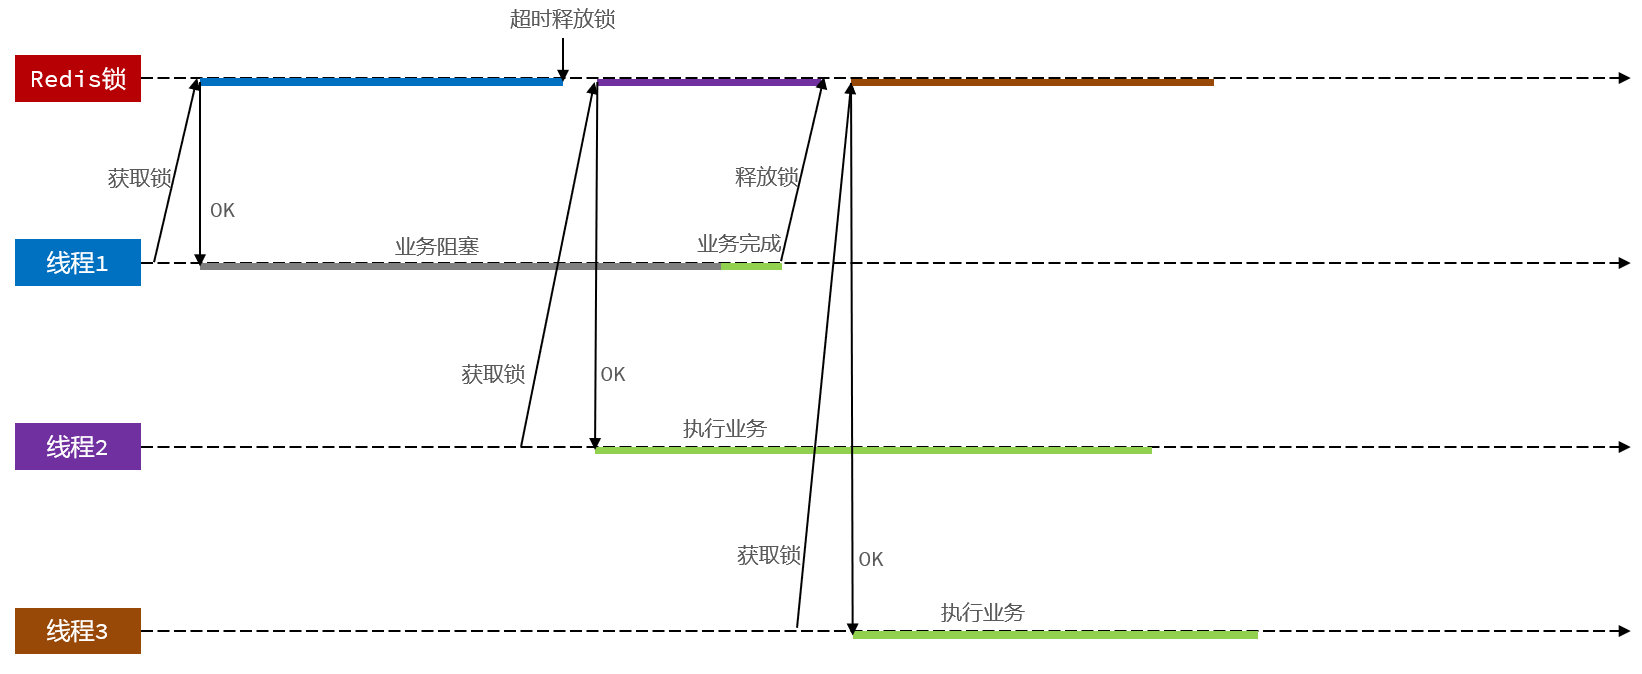 超时释放锁
Redis锁
获取锁
释放锁
OK
线程1
业务阻塞
业务完成
获取锁
OK
线程2
执行业务
获取锁
OK
线程3
执行业务